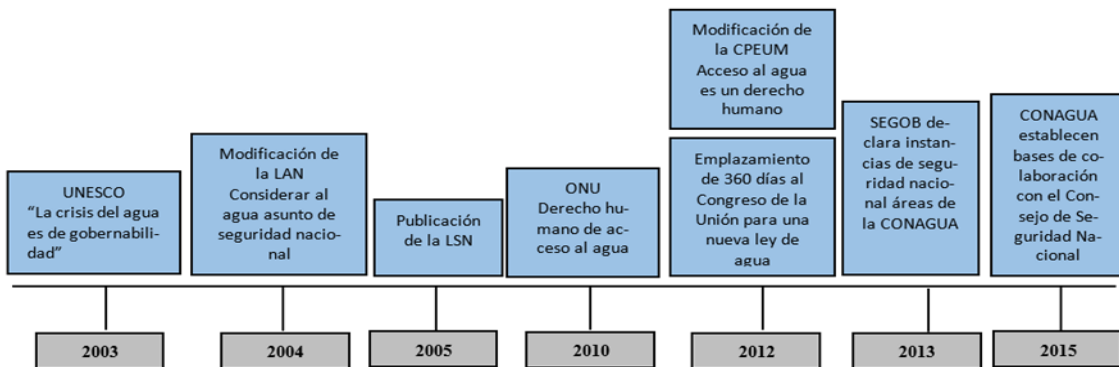 UNESCO
“La crisis del agua
es de gobernabili-
dad”
2003
Modificación de
la LAN
Considerar al
agua asunto de
seguridad nacio-
nal
2004
Publicación
de la LSN
2005
ONU
Derecho hu-
mano de acce-
so al agua
2010
Modificación de
la CPEUM
Acceso al agua
es un derecho
humano
Emplazamiento
de 360 días al
Congreso de la
Unión para una
nueva ley de
agua
2012
SEGOB de-
clara instan-
cias de segu-
ridad nacio-
nal áreas de
la CONAGUA
2013
CONAGUA
establecen
bases de co-
laboración
con el Con-
sejo de Se-
guridad Na-
cional
2015